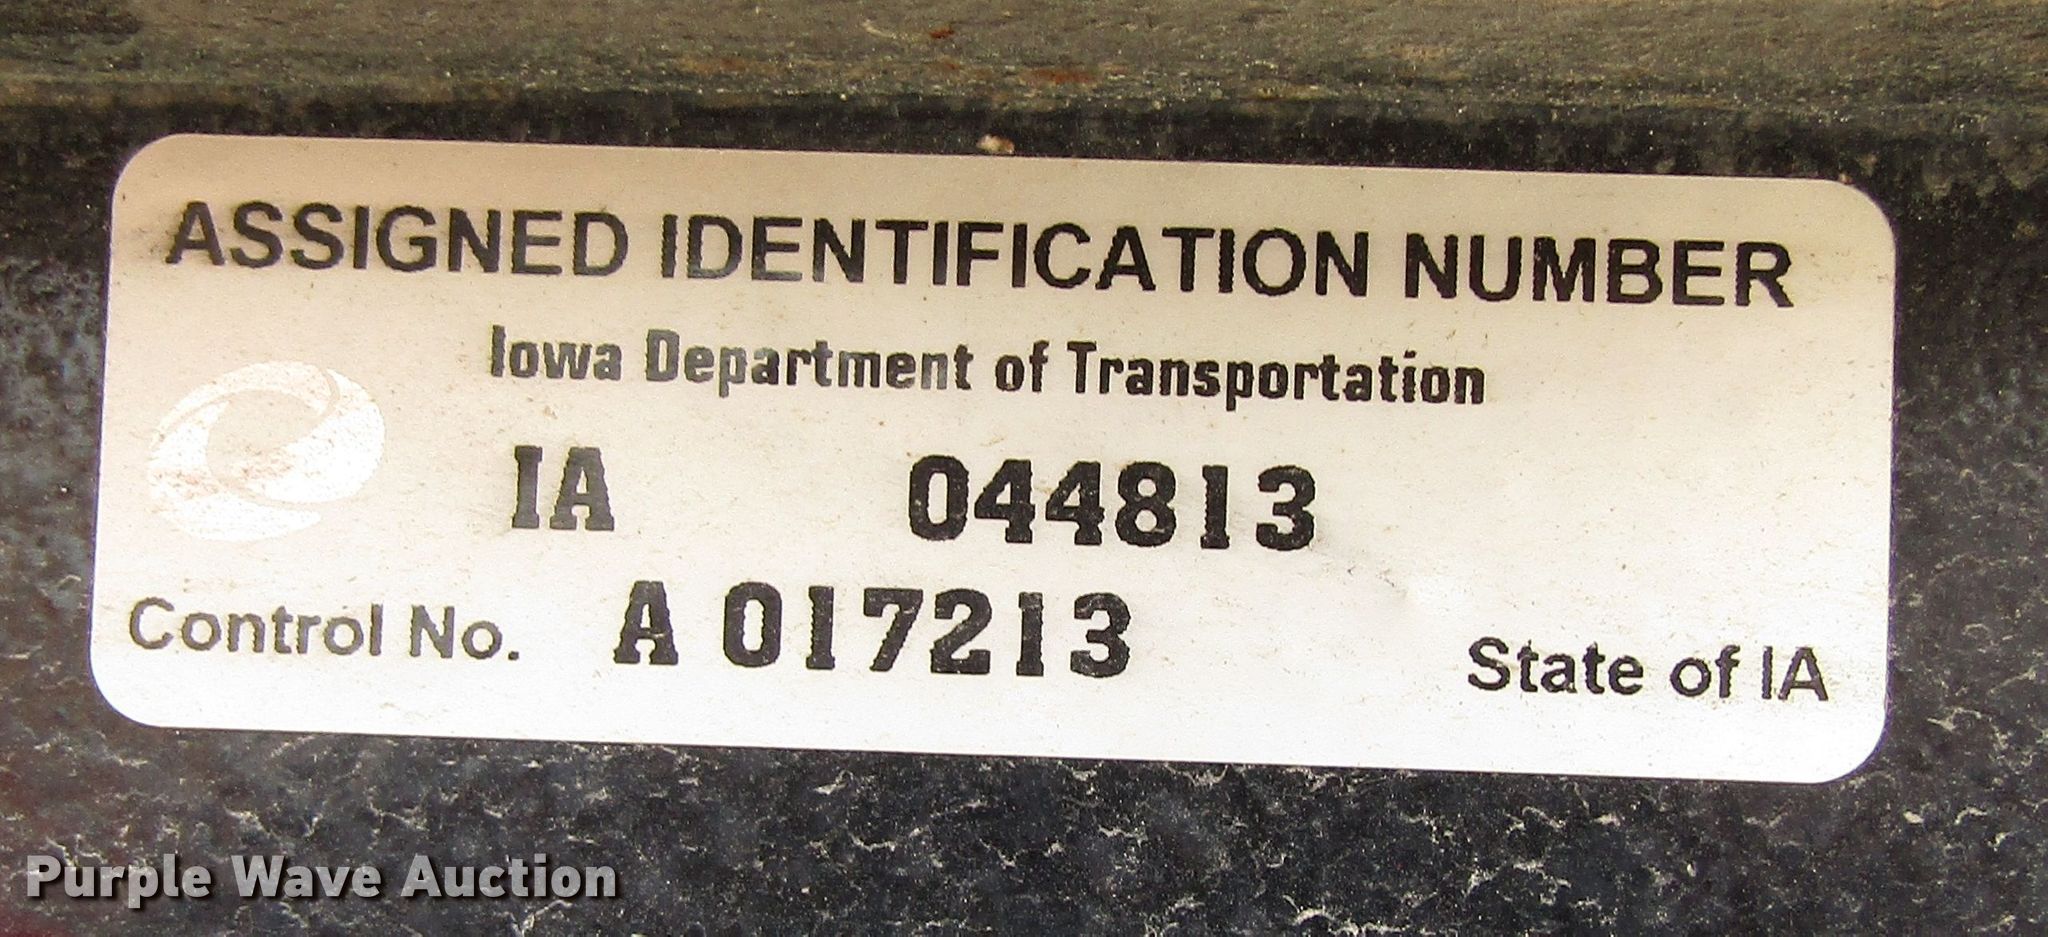 ASSIGNED IDENTIFICATION NUMBER
Iowa Department of Transportation
IA 044813
Control No. A 017213
State of IA
Purple Wave Auction